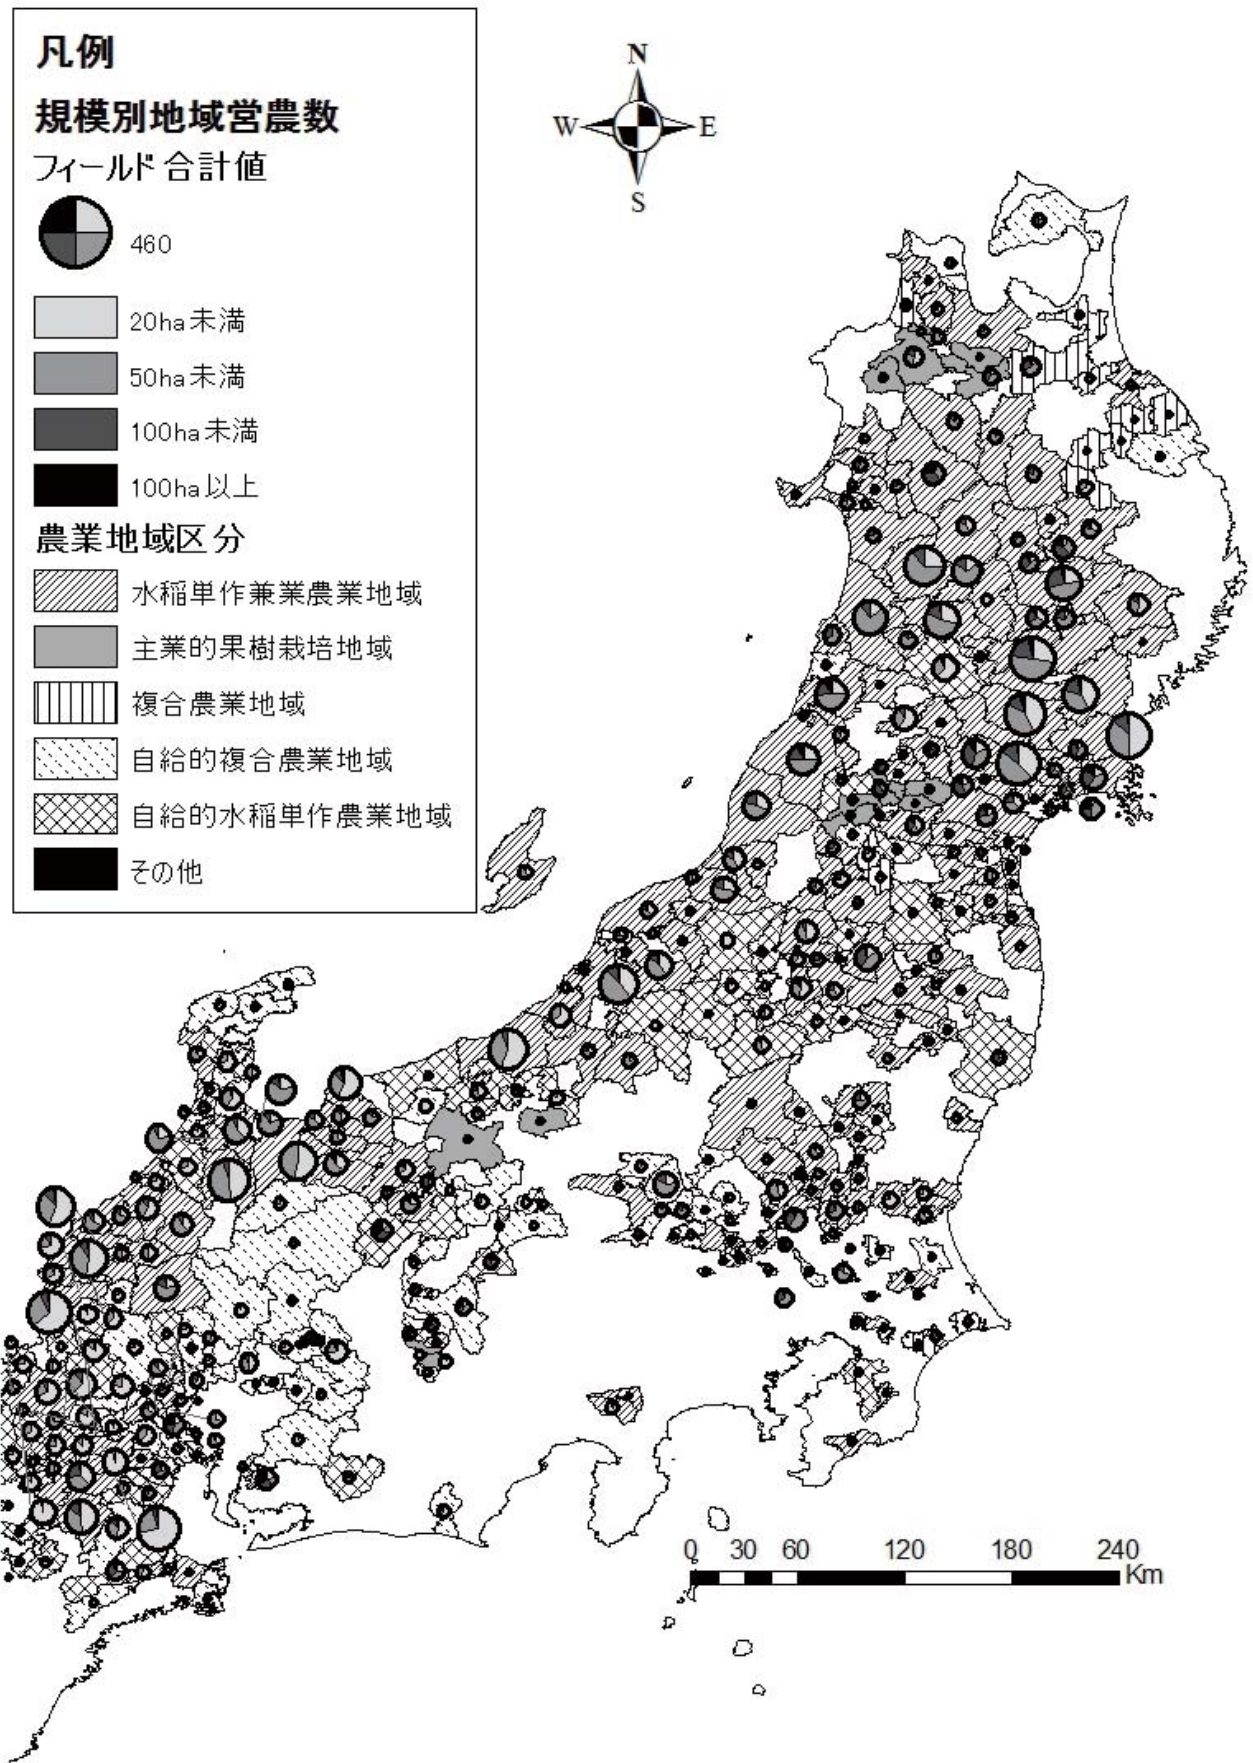 凡例
規模別地域営農数
フィールド合計値
460
20ha未満
50ha未満
100ha未満
100ha以上
農業地域区分
水稲単作兼業農業地域
主業的果樹栽培地域
複合農業地域
自給的複合農業地域
自給的水稲単作農業地域
その他
N
W E
S
0 30 60 120 180 240
Km